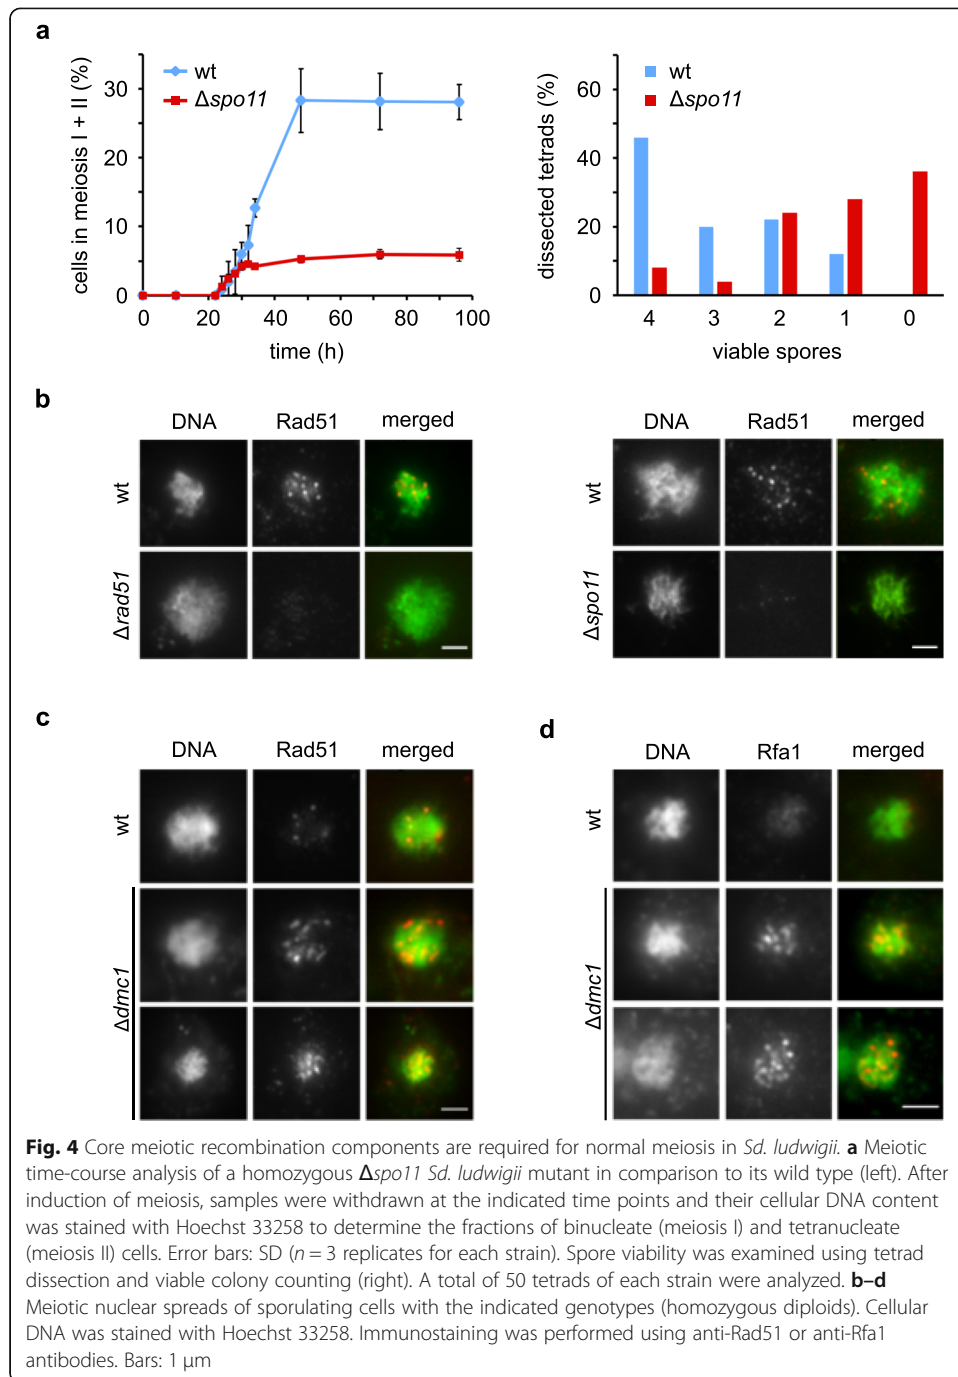 a
cells in meiosis I + II (%)
30
20
10
0
0 20 40 60 80 100
time (h)
wt
Δspo11
dissected tetrads (%)
60
40
20
0
4 3 2 1 0
viable spores
wt
Δspo11
b
DNA Rad51 merged
wt
Δrad51
DNA Rad51 merged
wt
Δspo11
c
DNA Rad51 merged
wt
Δdmc1
d
DNA Rfa1 merged
wt
Δdmc1
Fig. 4 Core meiotic recombination components are required for normal meiosis in Sd. ludwigii. a Meiotic
time-course analysis of a homozygous Δspo11 Sd. ludwigii mutant in comparison to its wild type (left). After
induction of meiosis, samples were withdrawn at the indicated time points and their cellular DNA content
was stained with Hoechst 33258 to determine the fractions of binucleate (meiosis I) and tetranucleate
(meiosis II) cells. Error bars: SD (n = 3 replicates for each strain). Spore viability was examined using tetrad
dissection and viable colony counting (right). A total of 50 tetrads of each strain were analyzed. b–d
Meiotic nuclear spreads of sporulating cells with the indicated genotypes (homozygous diploids). Cellular
DNA was stained with Hoechst 33258. Immunostaining was performed using anti-Rad51 or anti-Rfa1
antibodies. Bars: 1 μm